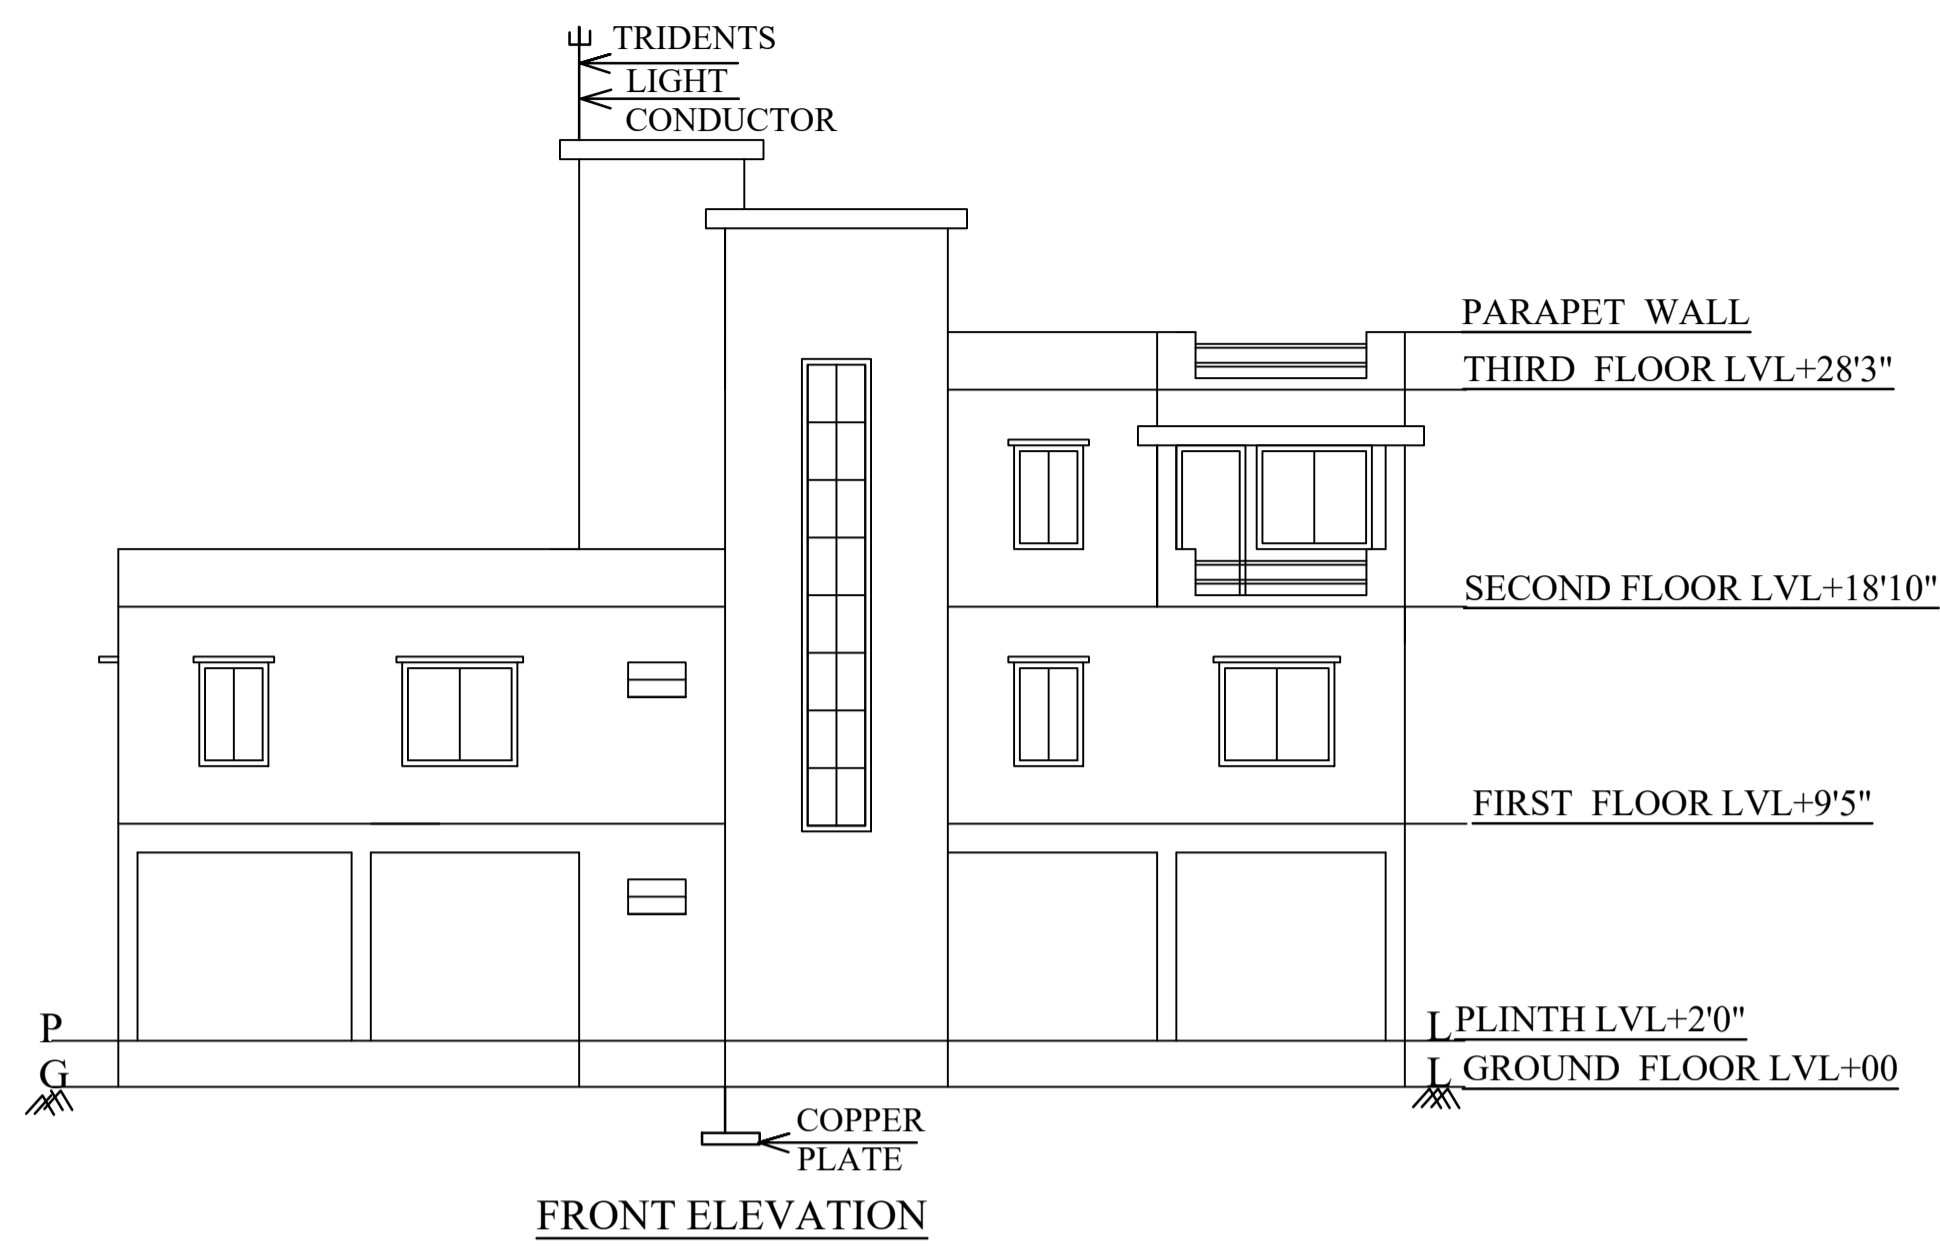 TRIDENTS
LIGHT
CONDUCTOR
PARAPET WALL
THIRD FLOOR LVL+28'3"
SECOND FLOOR LVL+18'10"
FIRST FLOOR LVL+9'5"
P L PLINTH LVL+2'0"
G L GROUND FLOOR LVL+00
COPPER
PLATE
FRONT ELEVATION